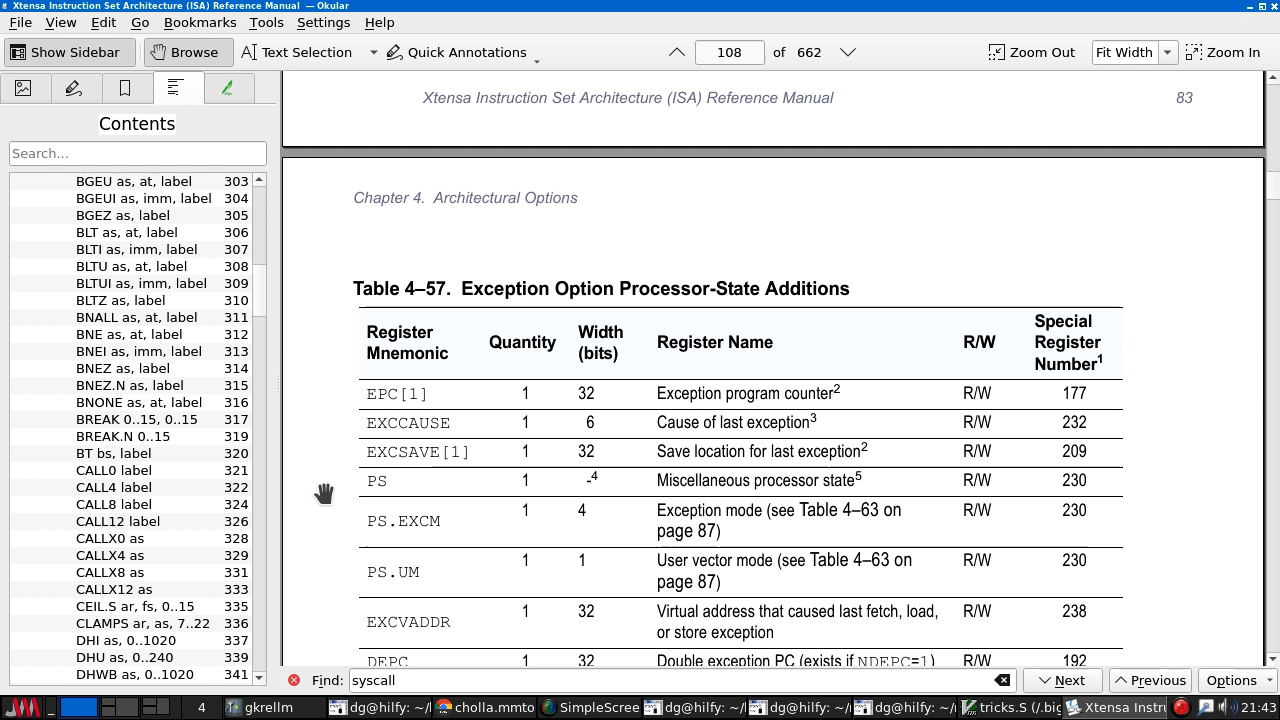 Xtensa Instruction Set Architecture (ISA) Reference Manual — Okular
File View Edit Go Bookmarks Tools Settings Help
Show Sidebar Browse Text Selection Quick Annotations 108 of 662 Zoom Out Fit Width Zoom In
Contents
Search...
BGEU as, at, label 303
BGEUI as, imm, label 304
BGEZ as, label 305
BLT as, at, label 306
BLTI as, imm, label 307
BLTU as, at, label 308
BLTUI as, imm, label 309
BLTZ as, label 310
BNALL as, at, label 311
BNE as, at, label 312
BNEI as, imm, label 313
BNEZ as, label 314
BNEZ.N as, label 315
BNONE as, at, label 316
BREAK 0..15, 0..15 317
BREAK.N 0..15 319
BT bs, label 320
CALL0 label 321
CALL4 label 322
CALL8 label 324
CALL12 label 326
CALLX0 as 328
CALLX4 as 329
CALLX8 as 331
CALLX12 as 333
CEIL.S ar, fs, 0..15 335
CLAMPS ar, as, 7..22 336
DHI as, 0..1020 337
DHU as, 0..240 339
DHWB as, 0..1020 341
Xtensa Instruction Set Architecture (ISA) Reference Manual 83
Chapter 4. Architectural Options
Table 4–57. Exception Option Processor-State Additions
Register Mnemonic Quantity Width (bits) Register Name R/W Special Register Number1
EPC[1] 1 32 Exception program counter2 R/W 177
EXCCAUSE 1 6 Cause of last exception3 R/W 232
EXCSAVE[1] 1 32 Save location for last exception2 R/W 209
PS 1 -4 Miscellaneous processor state5 R/W 230
PS.EXCM 1 4 Exception mode (see Table 4–63 on page 87) R/W 230
PS.UM 1 1 User vector mode (see Table 4–63 on page 87) R/W 230
EXCVADDR 1 32 Virtual address that caused last fetch, load, or store exception R/W 238
DEPC 1 32 Double exception PC (exists if NDEPC=1) R/W 192
Find: syscall Next Previous Options
4 gkrellm dg@hilfy: ~/ cholla.mmto SimpleScree dg@hilfy: ~/ dg@hilfy: ~/ dg@hilfy: ~/ tricks.S (/.big Xtensa Instru 21:43